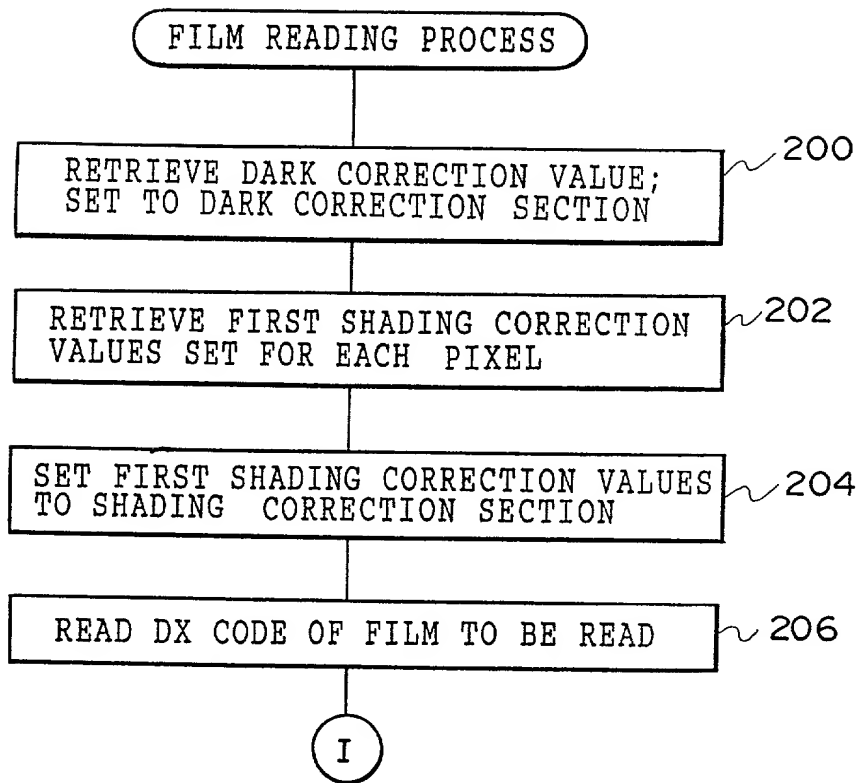 FILM READING PROCESS
RETRIEVE DARK CORRECTION VALUE;
SET TO DARK CORRECTION SECTION
200
RETRIEVE FIRST SHADING CORRECTION
VALUES SET FOR EACH PIXEL
202
SET FIRST SHADING CORRECTION VALUES
TO SHADING CORRECTION SECTION
204
READ DX CODE OF FILM TO BE READ
206
I